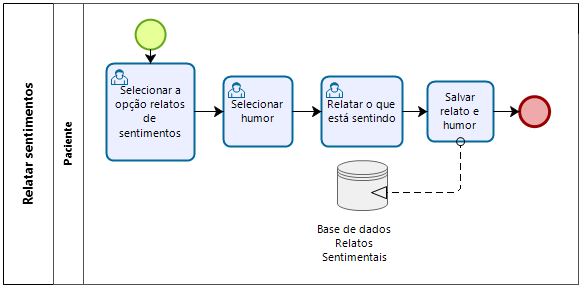 Relatar sentimentos
Paciente
Selecionar a
opção relatos
de
sentimentos
Selecionar
humor
Relatar o que
está sentindo
Salvar
relato e
humor
Base de dados
Relatos
Sentimentais